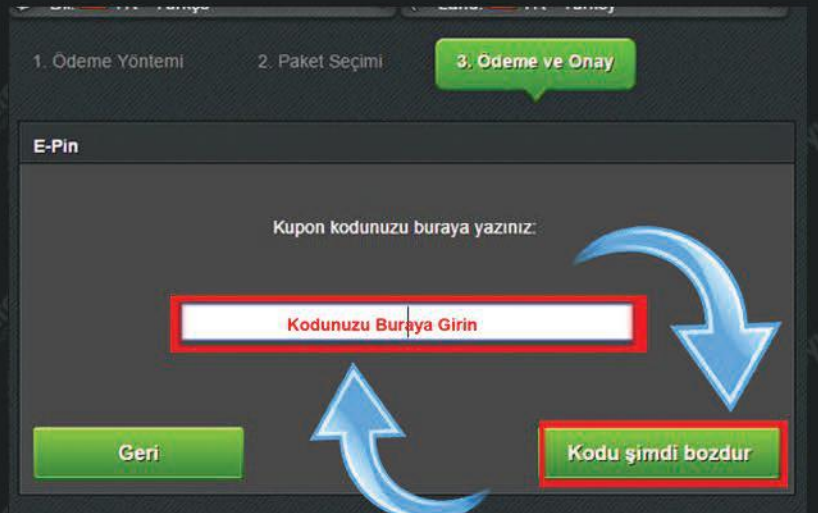 1. Ödeme Yöntemi
2. Paket Seçimi
3. Ödeme ve Onay
E-Pin
Kupon kodunuzu buraya yazınız:
Kodunuzu Buraya Girin
Geri
Kodu şimdi bozdur